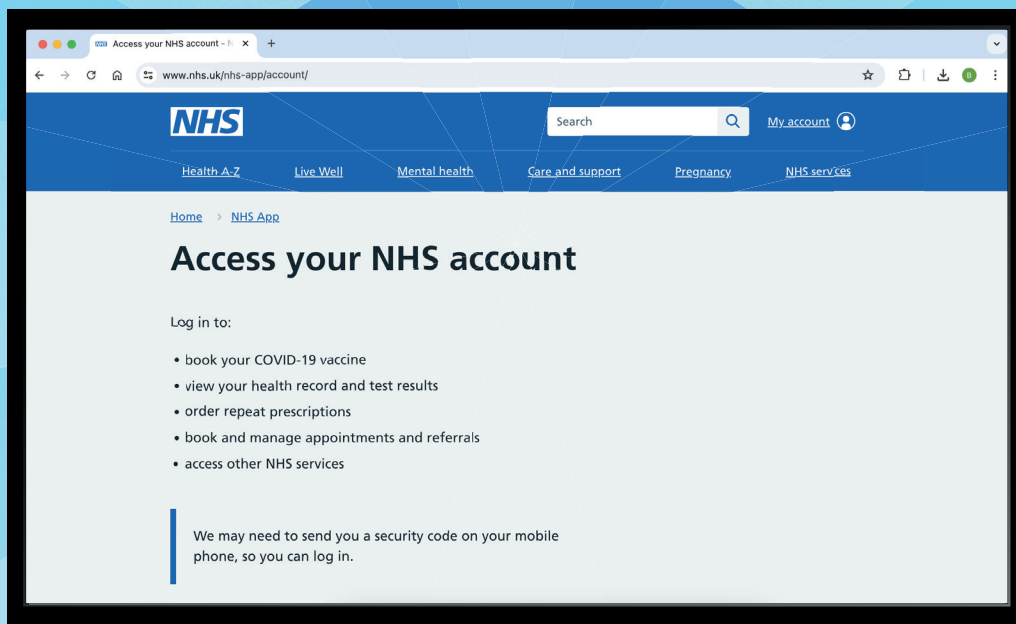 NHS Access your NHS account - N
www.nhs.uk/nhs-app/account/
B
NHS
Search
My account
Health A-Z Live Well Mental health Care and support Pregnancy NHS services
Home > NHS App
Access your NHS account
Log in to:
• book your COVID-19 vaccine
• view your health record and test results
• order repeat prescriptions
• book and manage appointments and referrals
• access other NHS services
We may need to send you a security code on your mobile
phone, so you can log in.